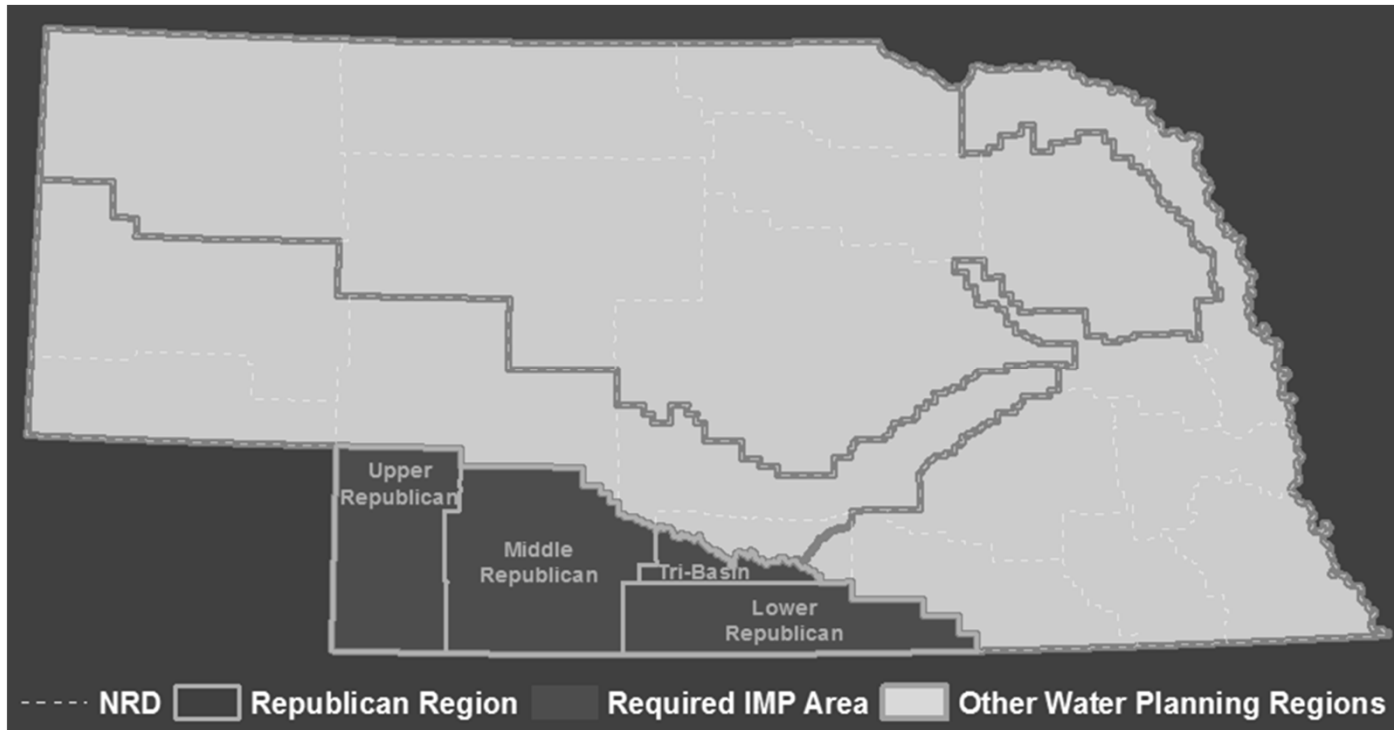 Upper
Republican
Middle
Republican
Tri-Basin
Lower
Republican
NRD Republican Region Required IMP Area Other Water Planning Regions